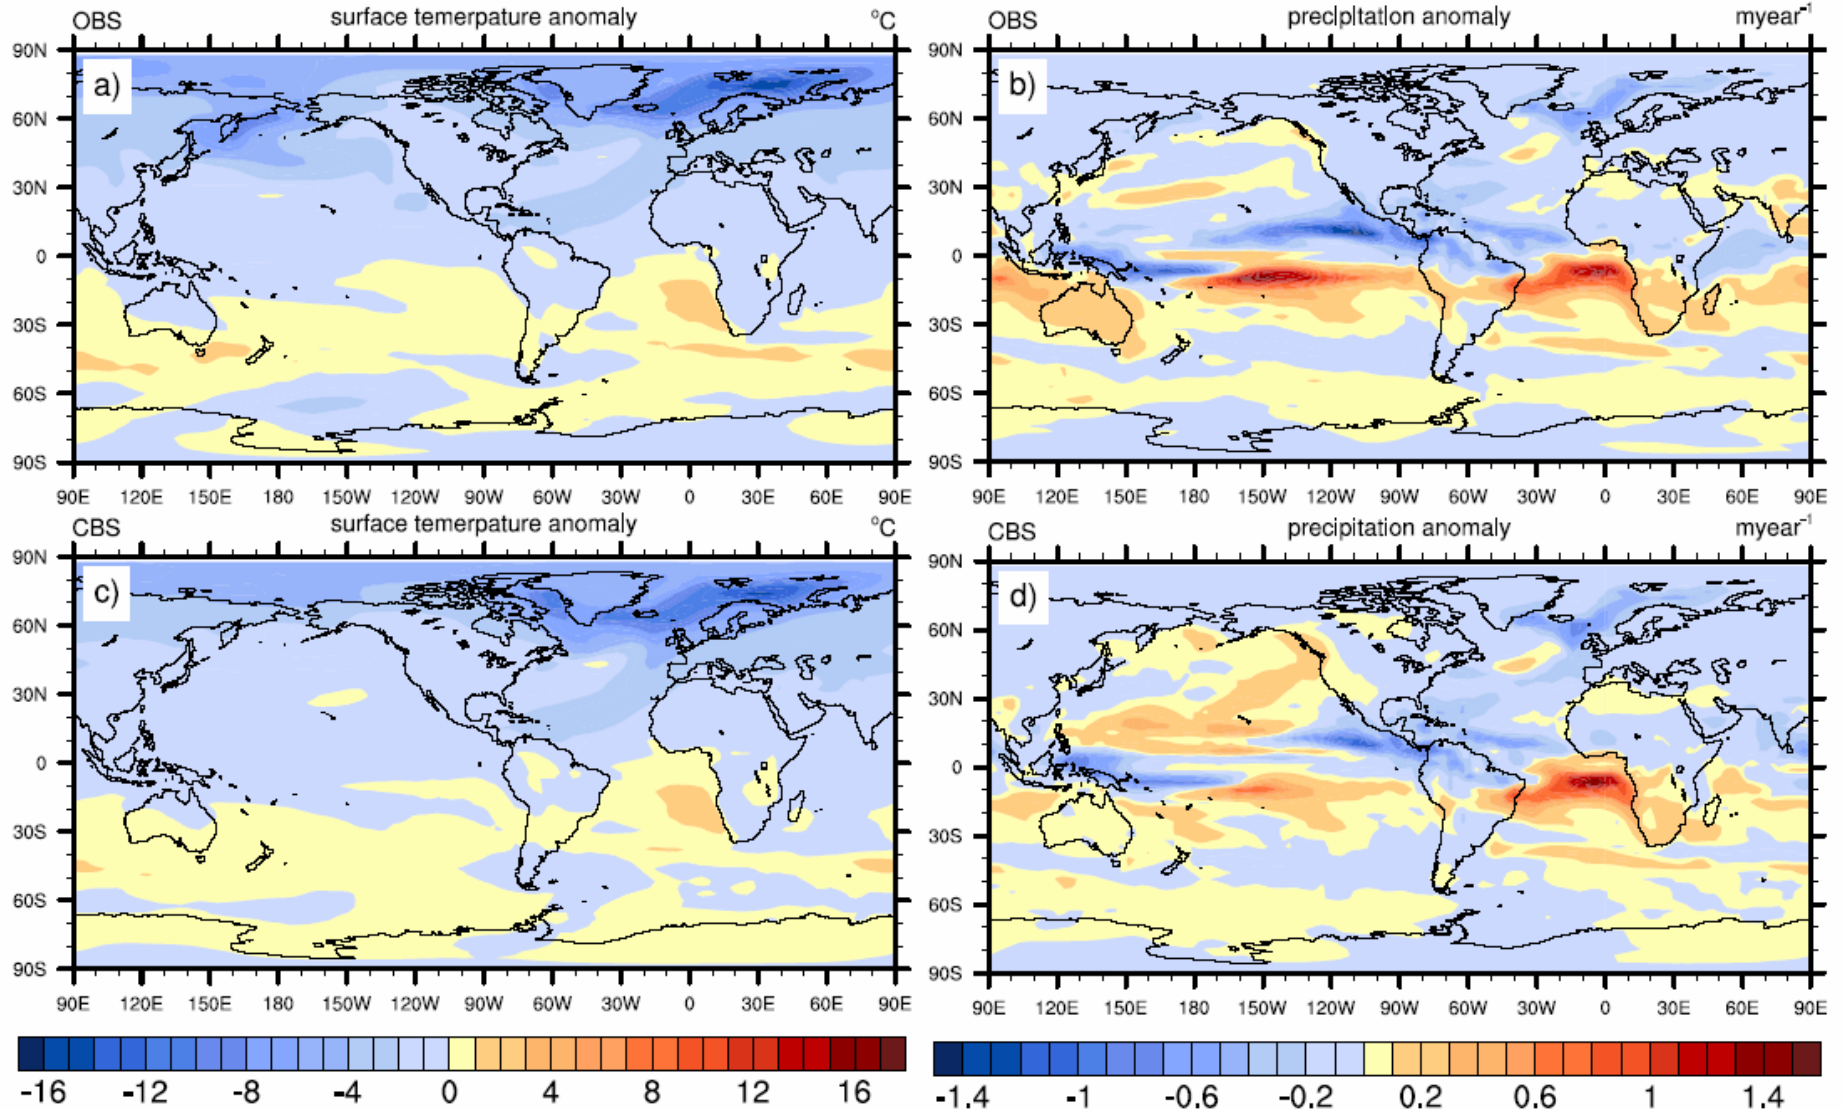 OBS surface temerpature anomaly °C
a)
90N
60N
30N
0
30S
60S
90S
90E 120E 150E 180 150W 120W 90W 60W 30W 0 30E 60E 90E
OBS precipitation anomaly myear⁻¹
b)
90N
60N
30N
0
30S
60S
90S
90E 120E 150E 180 150W 120W 90W 60W 30W 0 30E 60E 90E
CBS surface temerpature anomaly °C
c)
90N
60N
30N
0
30S
60S
90S
90E 120E 150E 180 150W 120W 90W 60W 30W 0 30E 60E 90E
CBS precipitation anomaly myear⁻¹
d)
90N
60N
30N
0
30S
60S
90S
90E 120E 150E 180 150W 120W 90W 60W 30W 0 30E 60E 90E
-16 -12 -8 -4 0 4 8 12 16
-1.4 -1 -0.6 -0.2 0.2 0.6 1 1.4